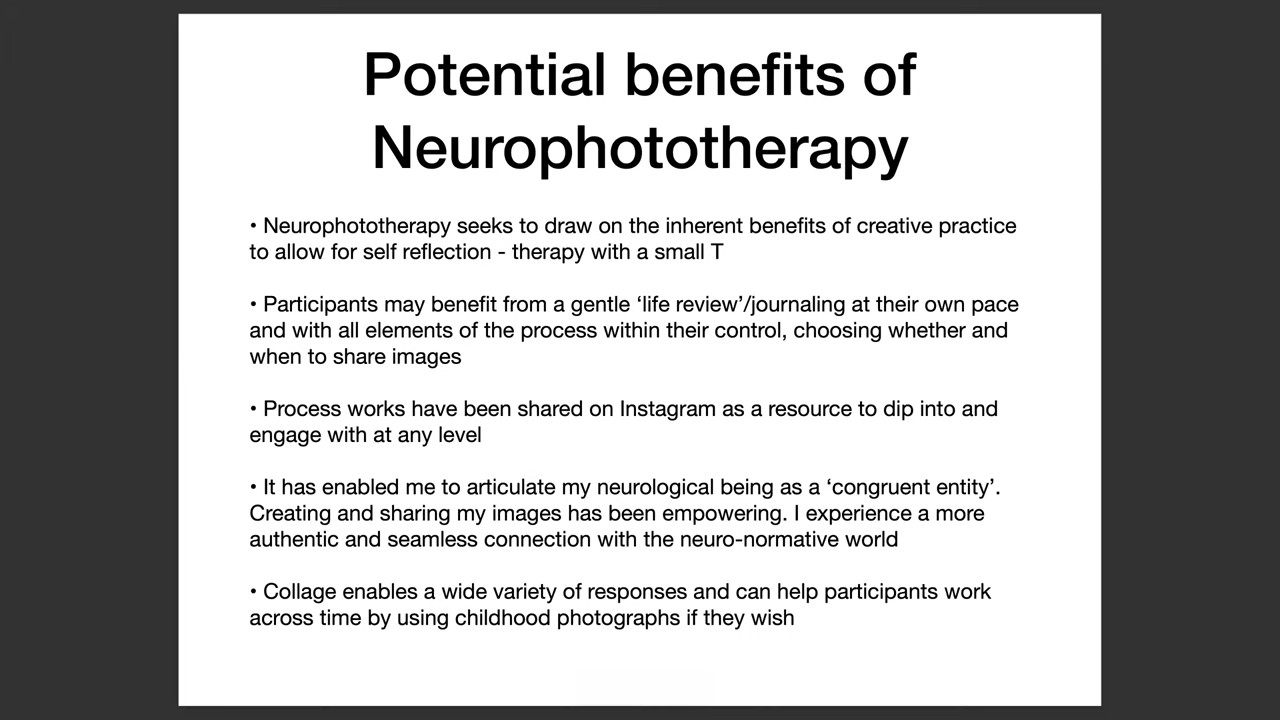 Potential benefits of
Neurophototherapy
• Neurophototherapy seeks to draw on the inherent benefits of creative practice
to allow for self reflection - therapy with a small T
• Participants may benefit from a gentle ‘life review’/journaling at their own pace
and with all elements of the process within their control, choosing whether and
when to share images
• Process works have been shared on Instagram as a resource to dip into and
engage with at any level
• It has enabled me to articulate my neurological being as a ‘congruent entity’.
Creating and sharing my images has been empowering. I experience a more
authentic and seamless connection with the neuro-normative world
• Collage enables a wide variety of responses and can help participants work
across time by using childhood photographs if they wish